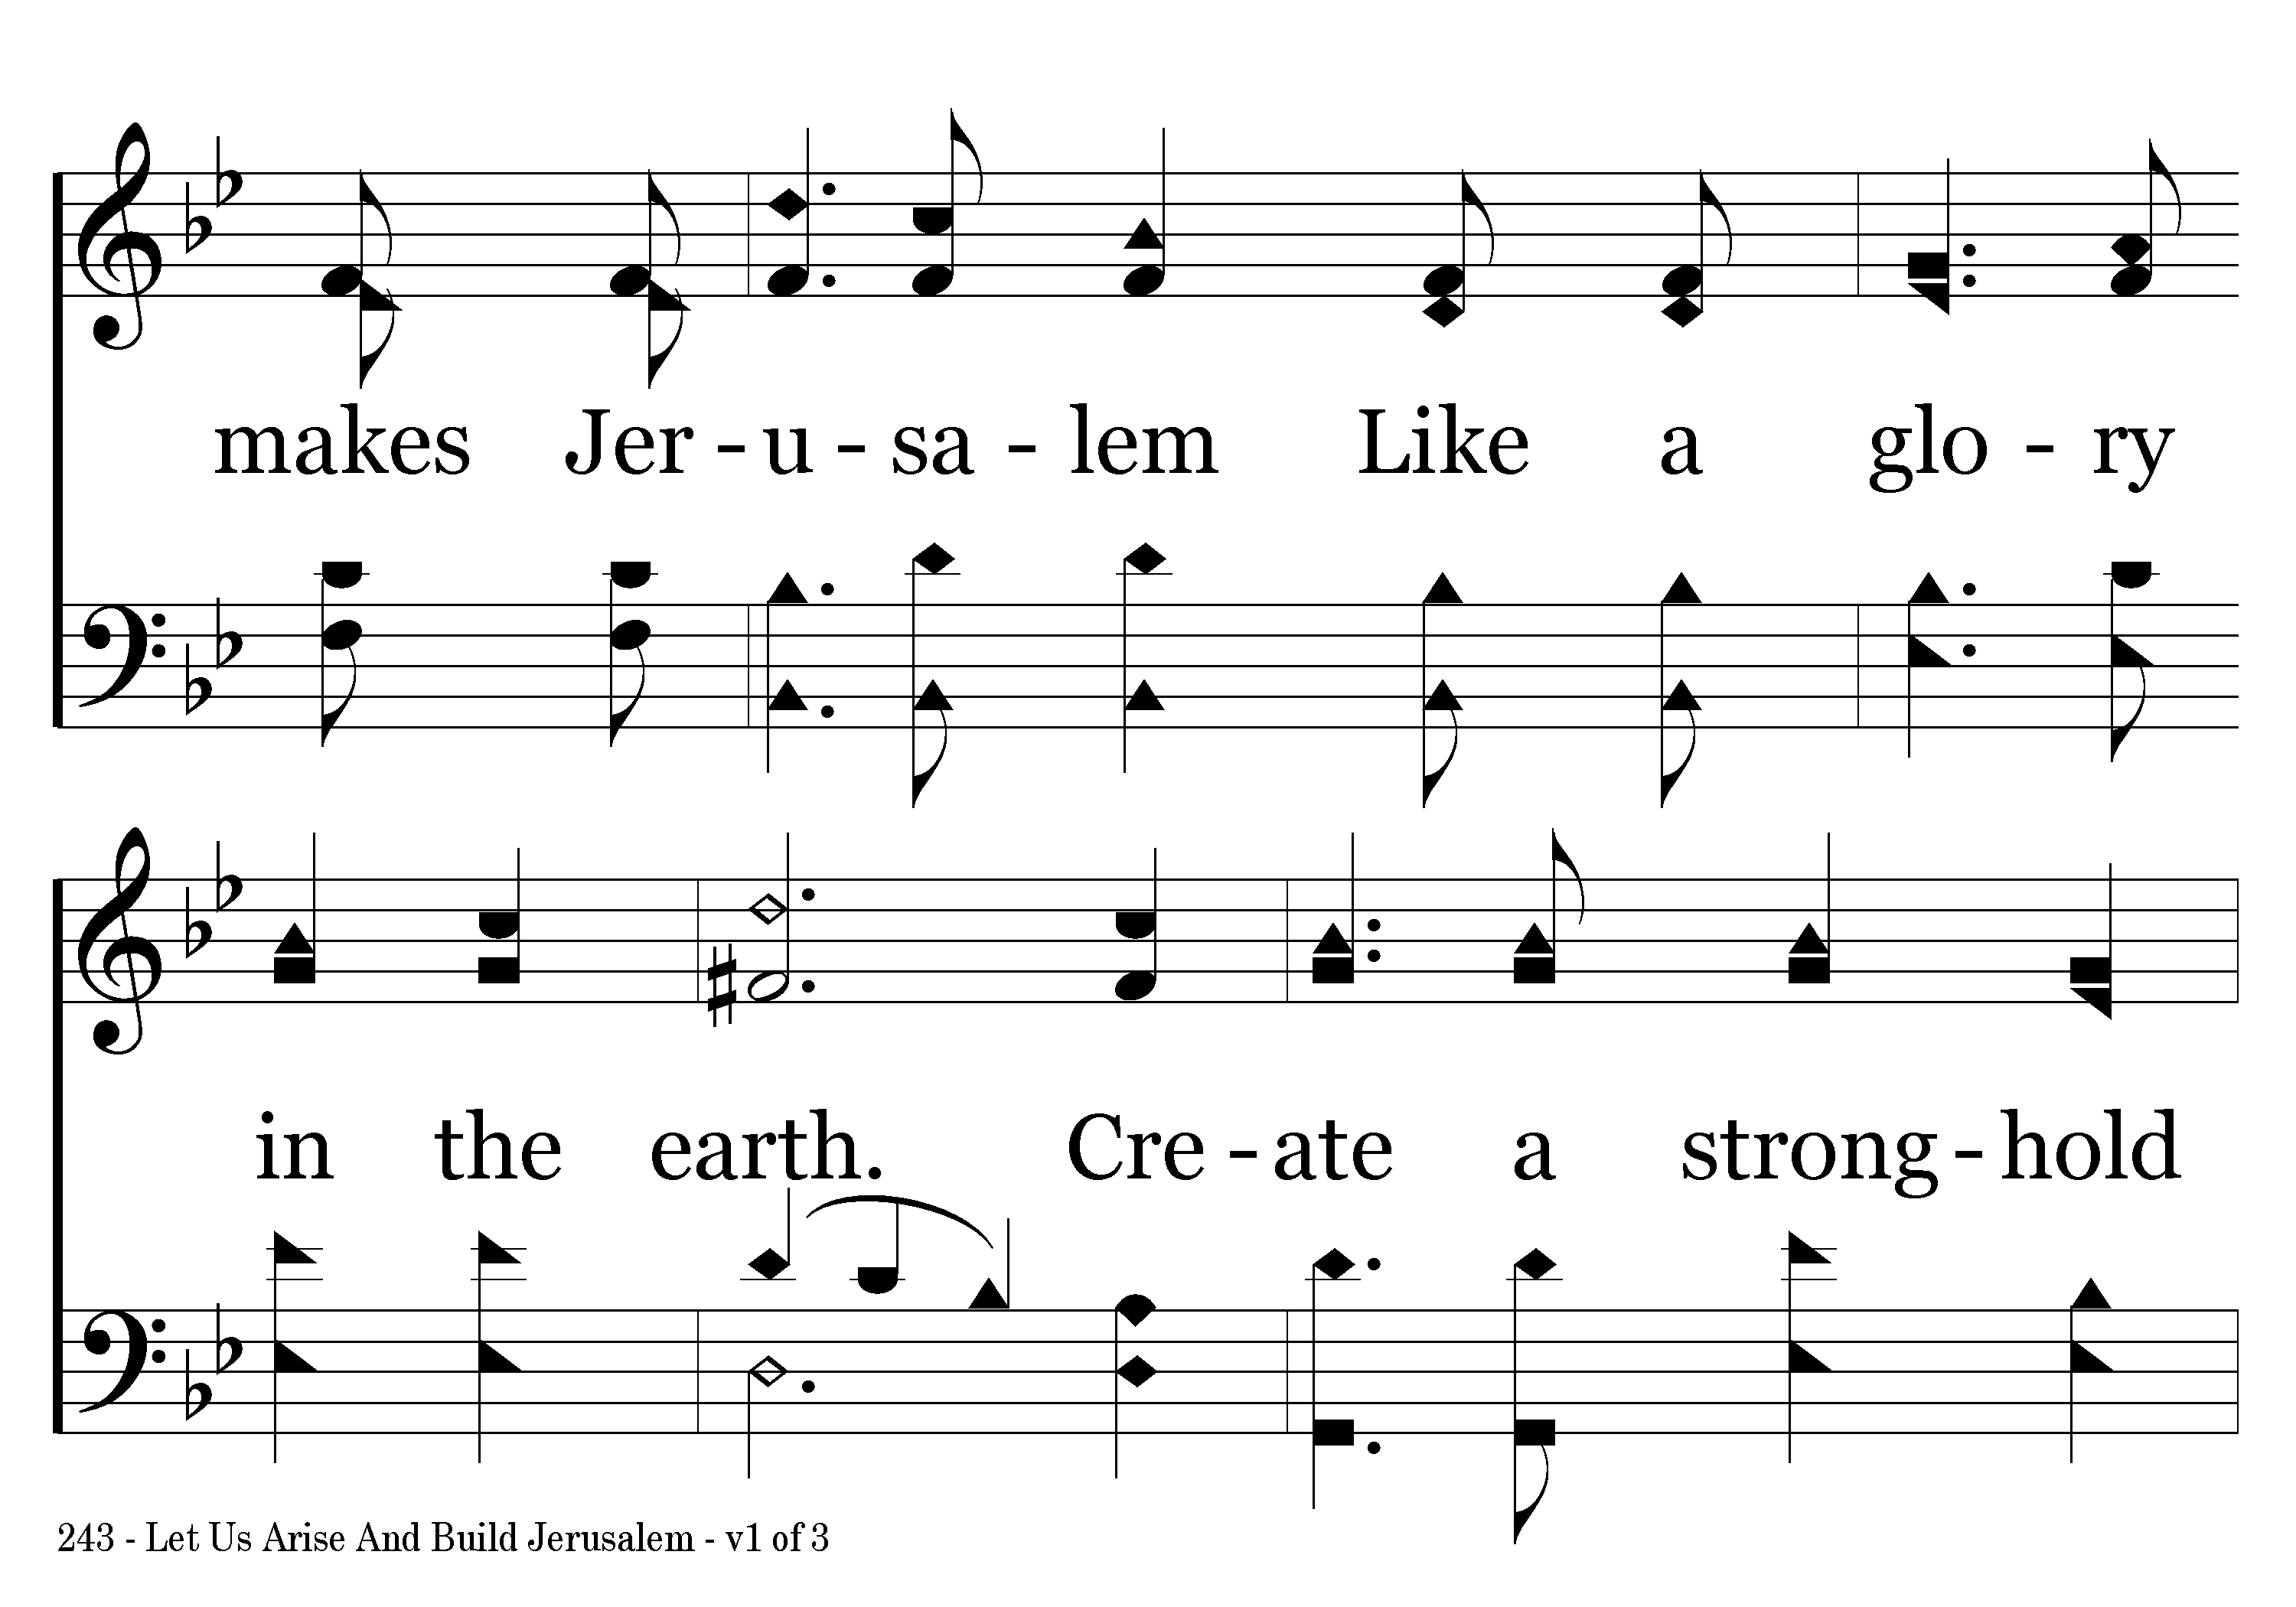 makes Jer - u - sa - lem Like a glo - ry
in the earth. Cre - ate a strong - hold
243 - Let Us Arise And Build Jerusalem - v1 of 3